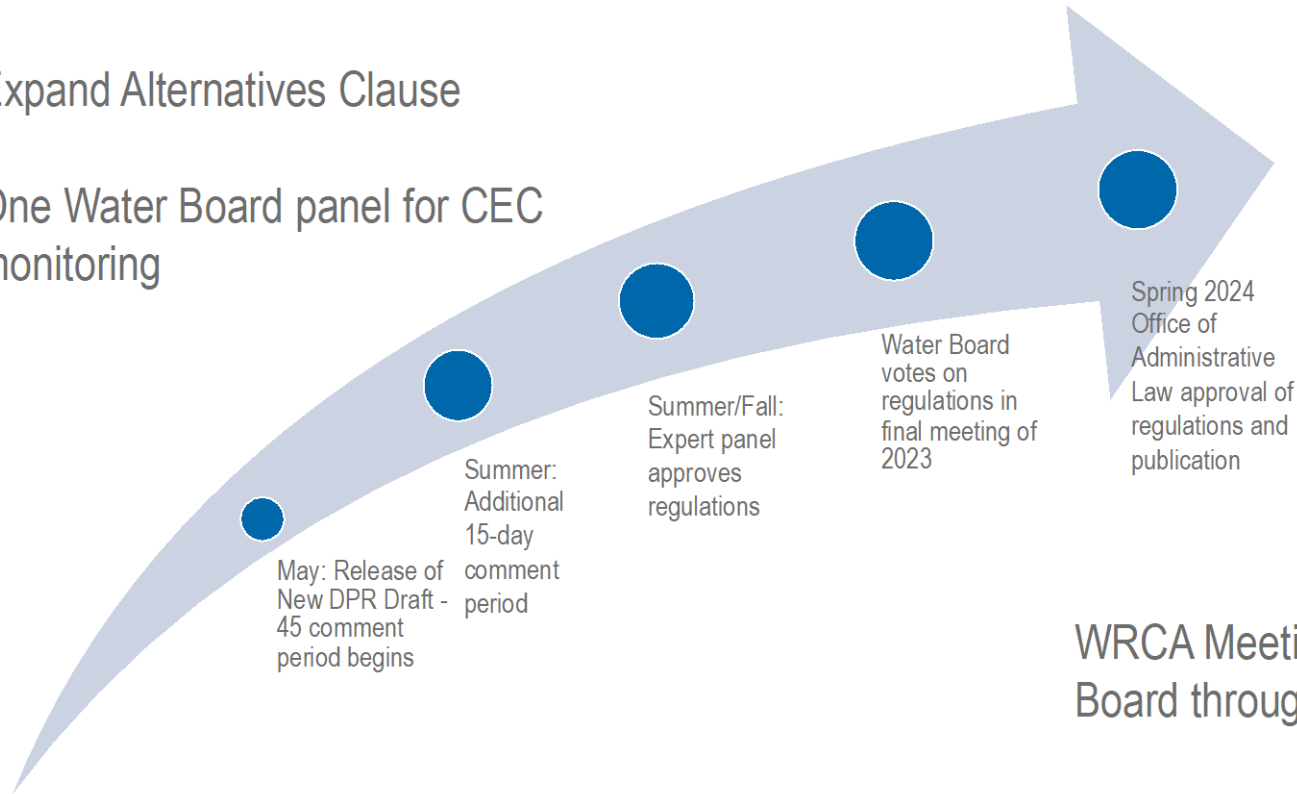 Expand Alternatives Clause
One Water Board panel for CEC
monitoring
May: Release of
New DPR Draft -
45 comment
period begins
Summer:
Additional
15-day
comment
period
Summer/Fall:
Expert panel
approves
regulations
Water Board
votes on
regulations in
final meeting of
2023
Spring 2024
Office of
Administrative
Law approval of
regulations and
publication
WRCA Meeti
Board throug